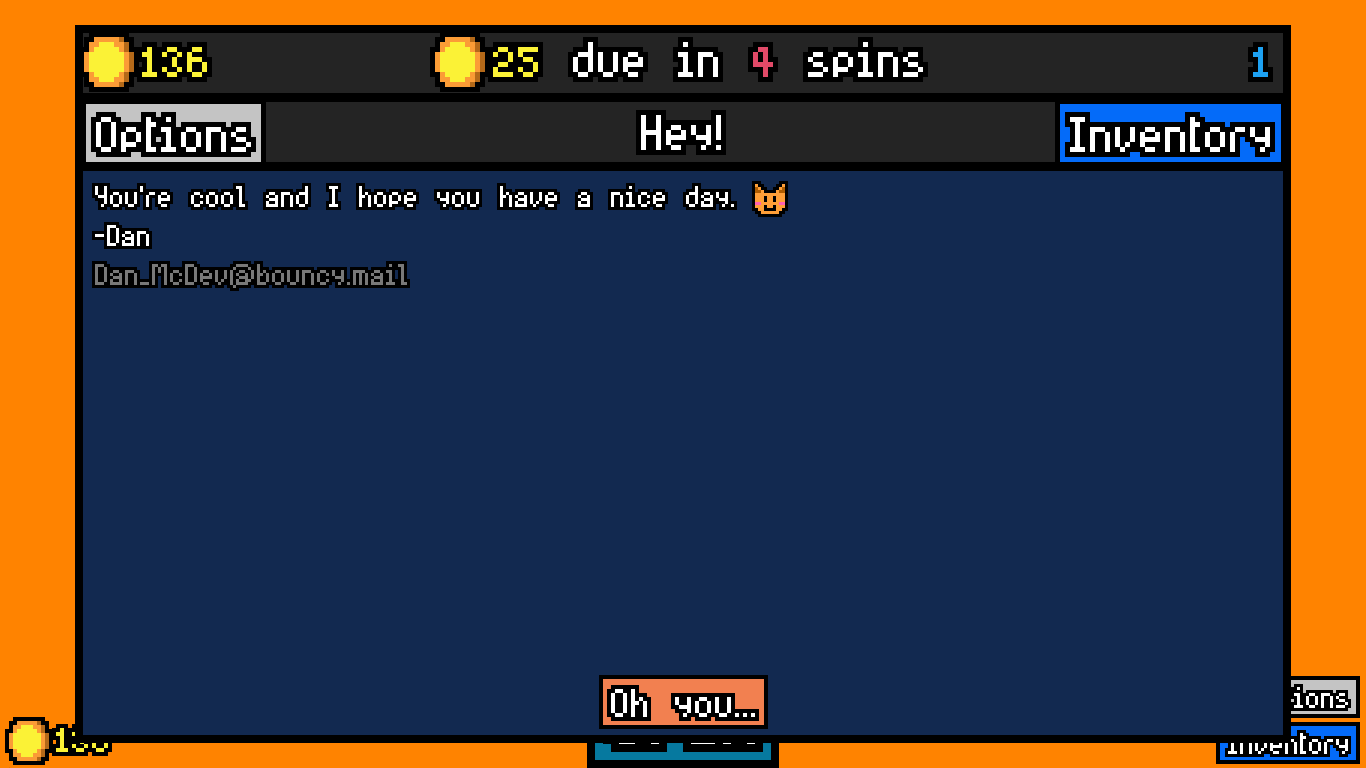 136
25 due in 4 spins
1
Options
Hey!
Inventory
You're cool and I hope you have a nice day.
-Dan
Dan_McDev@bouncy.mail
Oh you...
Inventory